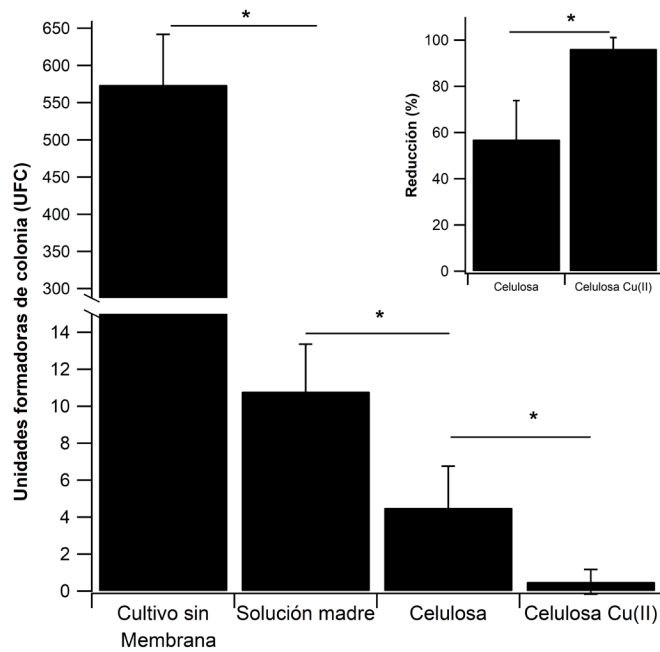 Unidades formadoras de colonia (UFC)
650
600
550
500
450
400
350
300
14
12
10
8
6
4
2
0
*
*
*
Cultivo sin
Membrana
Solución madre
Celulosa
Celulosa Cu(II)
Reducción (%)
100
80
60
40
20
0
*
Celulosa
Celulosa Cu(II)